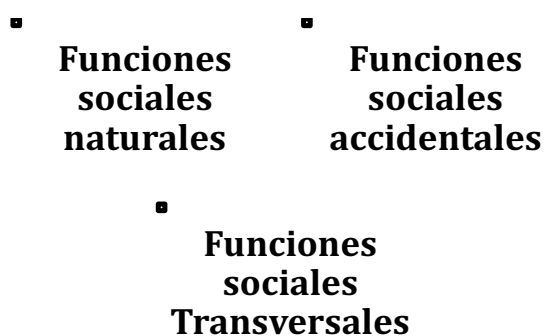 Funciones
sociales
naturales
Funciones
sociales
accidentales
Funciones
sociales
Transversales